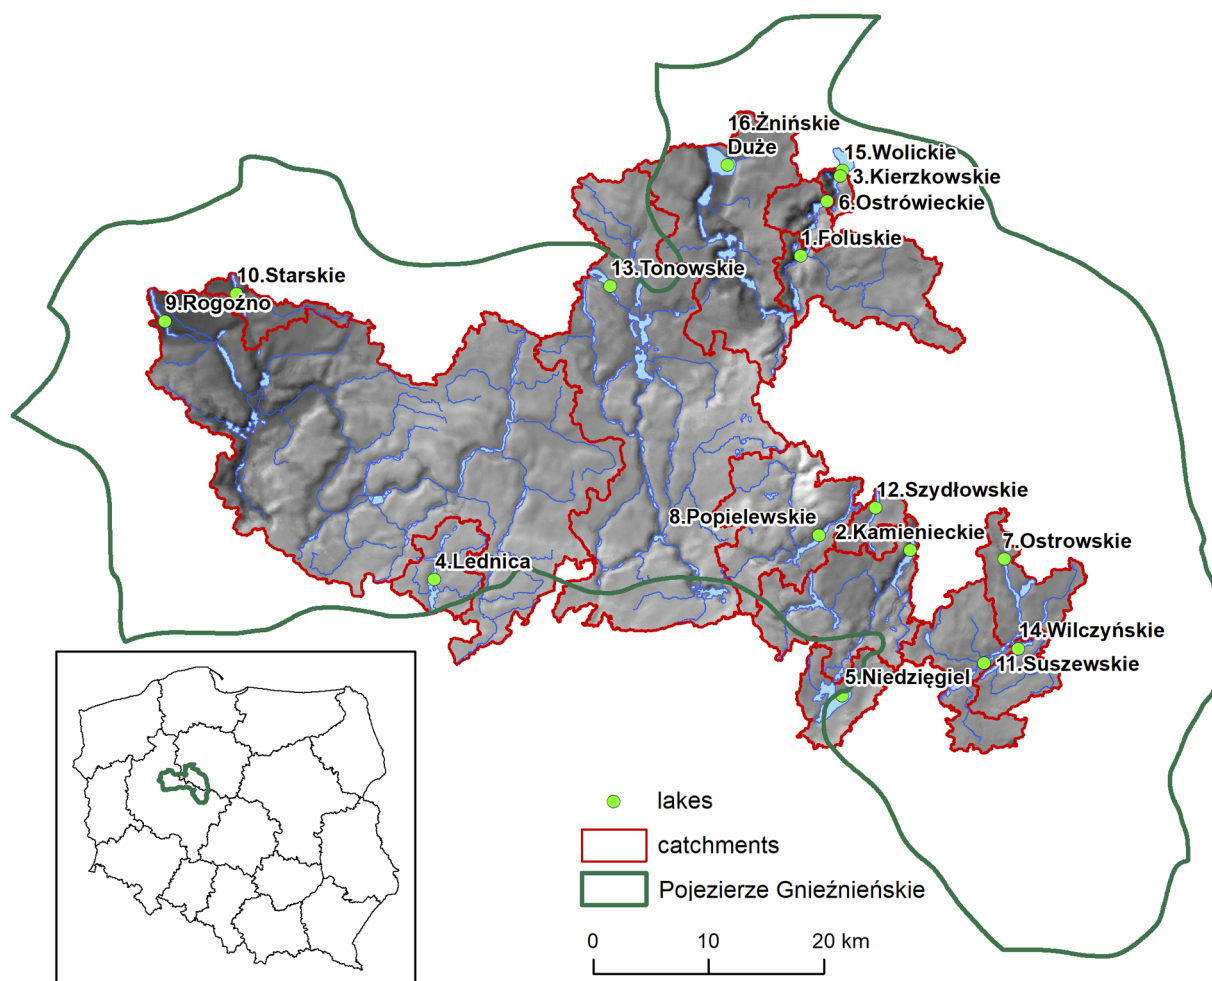 16.Żnińskie
Duże
15.Wolickie
3.Kierzkowskie
6.Ostrówieckie
1.Foluskie
13.Tonowskie
10.Starskie
9.Rogoźno
12.Szydłowskie
8.Popielewskie
2.Kamienieckie
7.Ostrowskie
4.Lednica
14.Wilczyńskie
11.Suszewskie
5.Niedzięgiel
lakes
catchments
Pojezierze Gnieźnieńskie
0 10 20 km